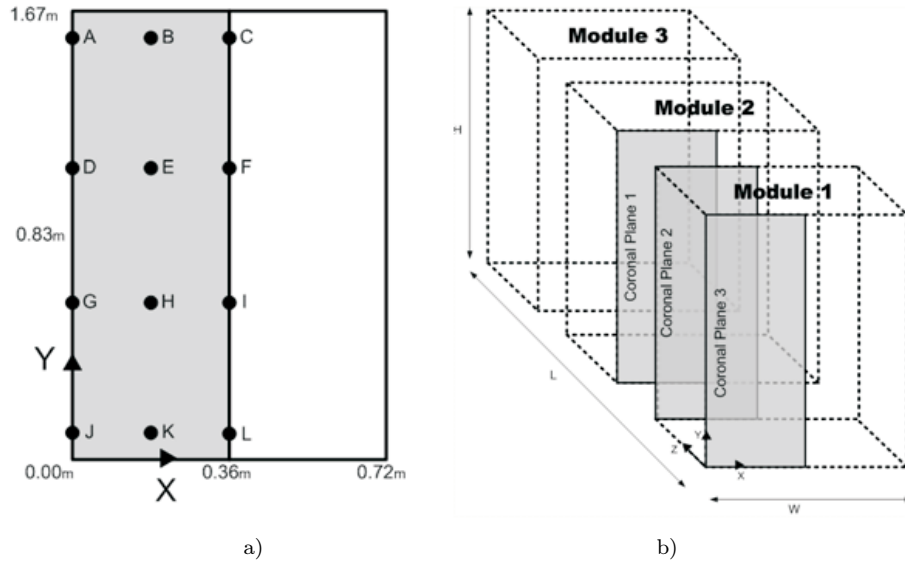 1.67m
A B C
D E F
0.83m
G H I
Y
J K L
0.00m 0.36m 0.72m
X
a)
Module 3
Module 2
Module 1
H
Coronal Plane 1
Coronal Plane 2
Coronal Plane 3
L
Y
Z
X
W
b)